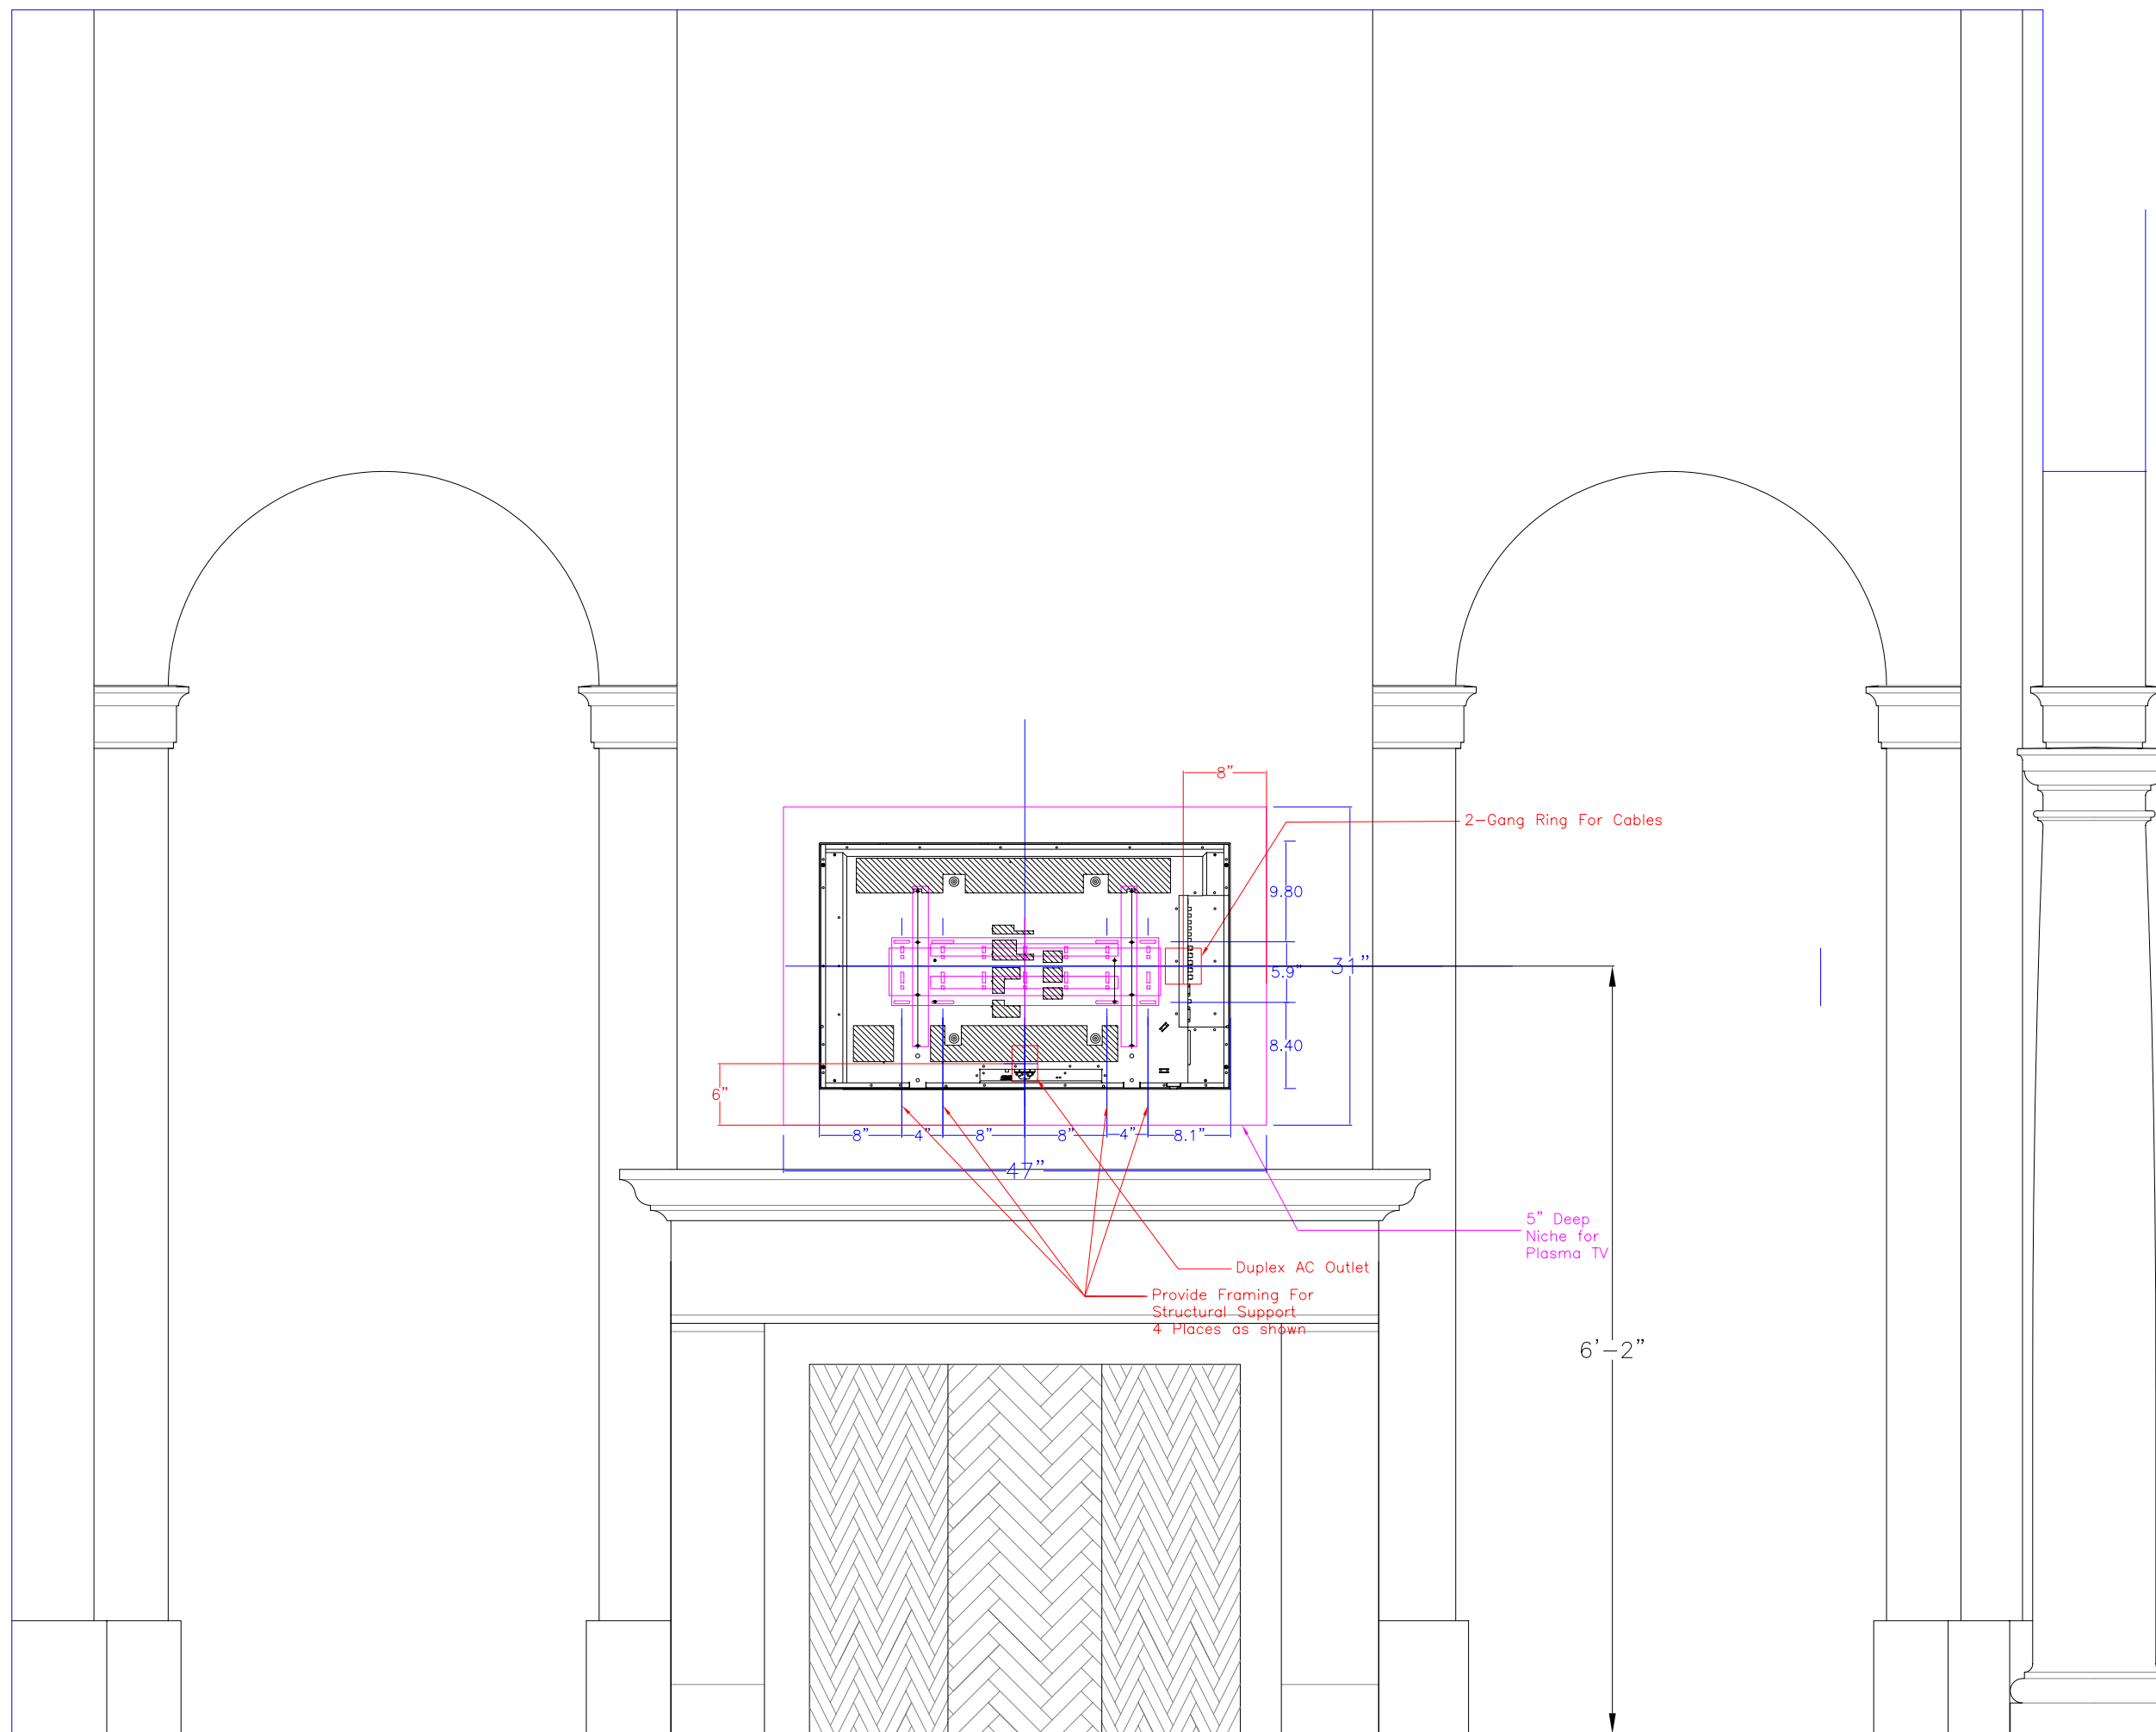 8"
2-Gang Ring For Cables
9.80
31"
5.9"
8.40
6"
8"
4"
8"
8"
4"
8.1"
47"
5" Deep
Niche for
Plasma TV
Duplex AC Outlet
Provide Framing For
Structural Support
4 Places as shown
6'-2"